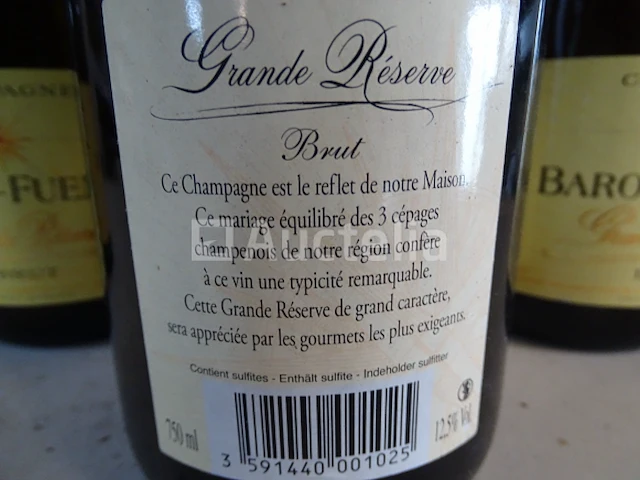 Grande Réserve
Brut
Ce Champagne est le reflet de notre Maison.
Ce mariage équilibré des 3 cépages
champenois de notre région confère
à ce vin une typicité remarquable.
Cette Grande Réserve de grand caractère,
sera appréciée par les gourmets les plus exigeants.
Contient sulfites - Enthält sulfite - Indeholder sulfitter
750 ml
12,5% Vol.
3 591440 001025
Auctelia
BARO
FUE